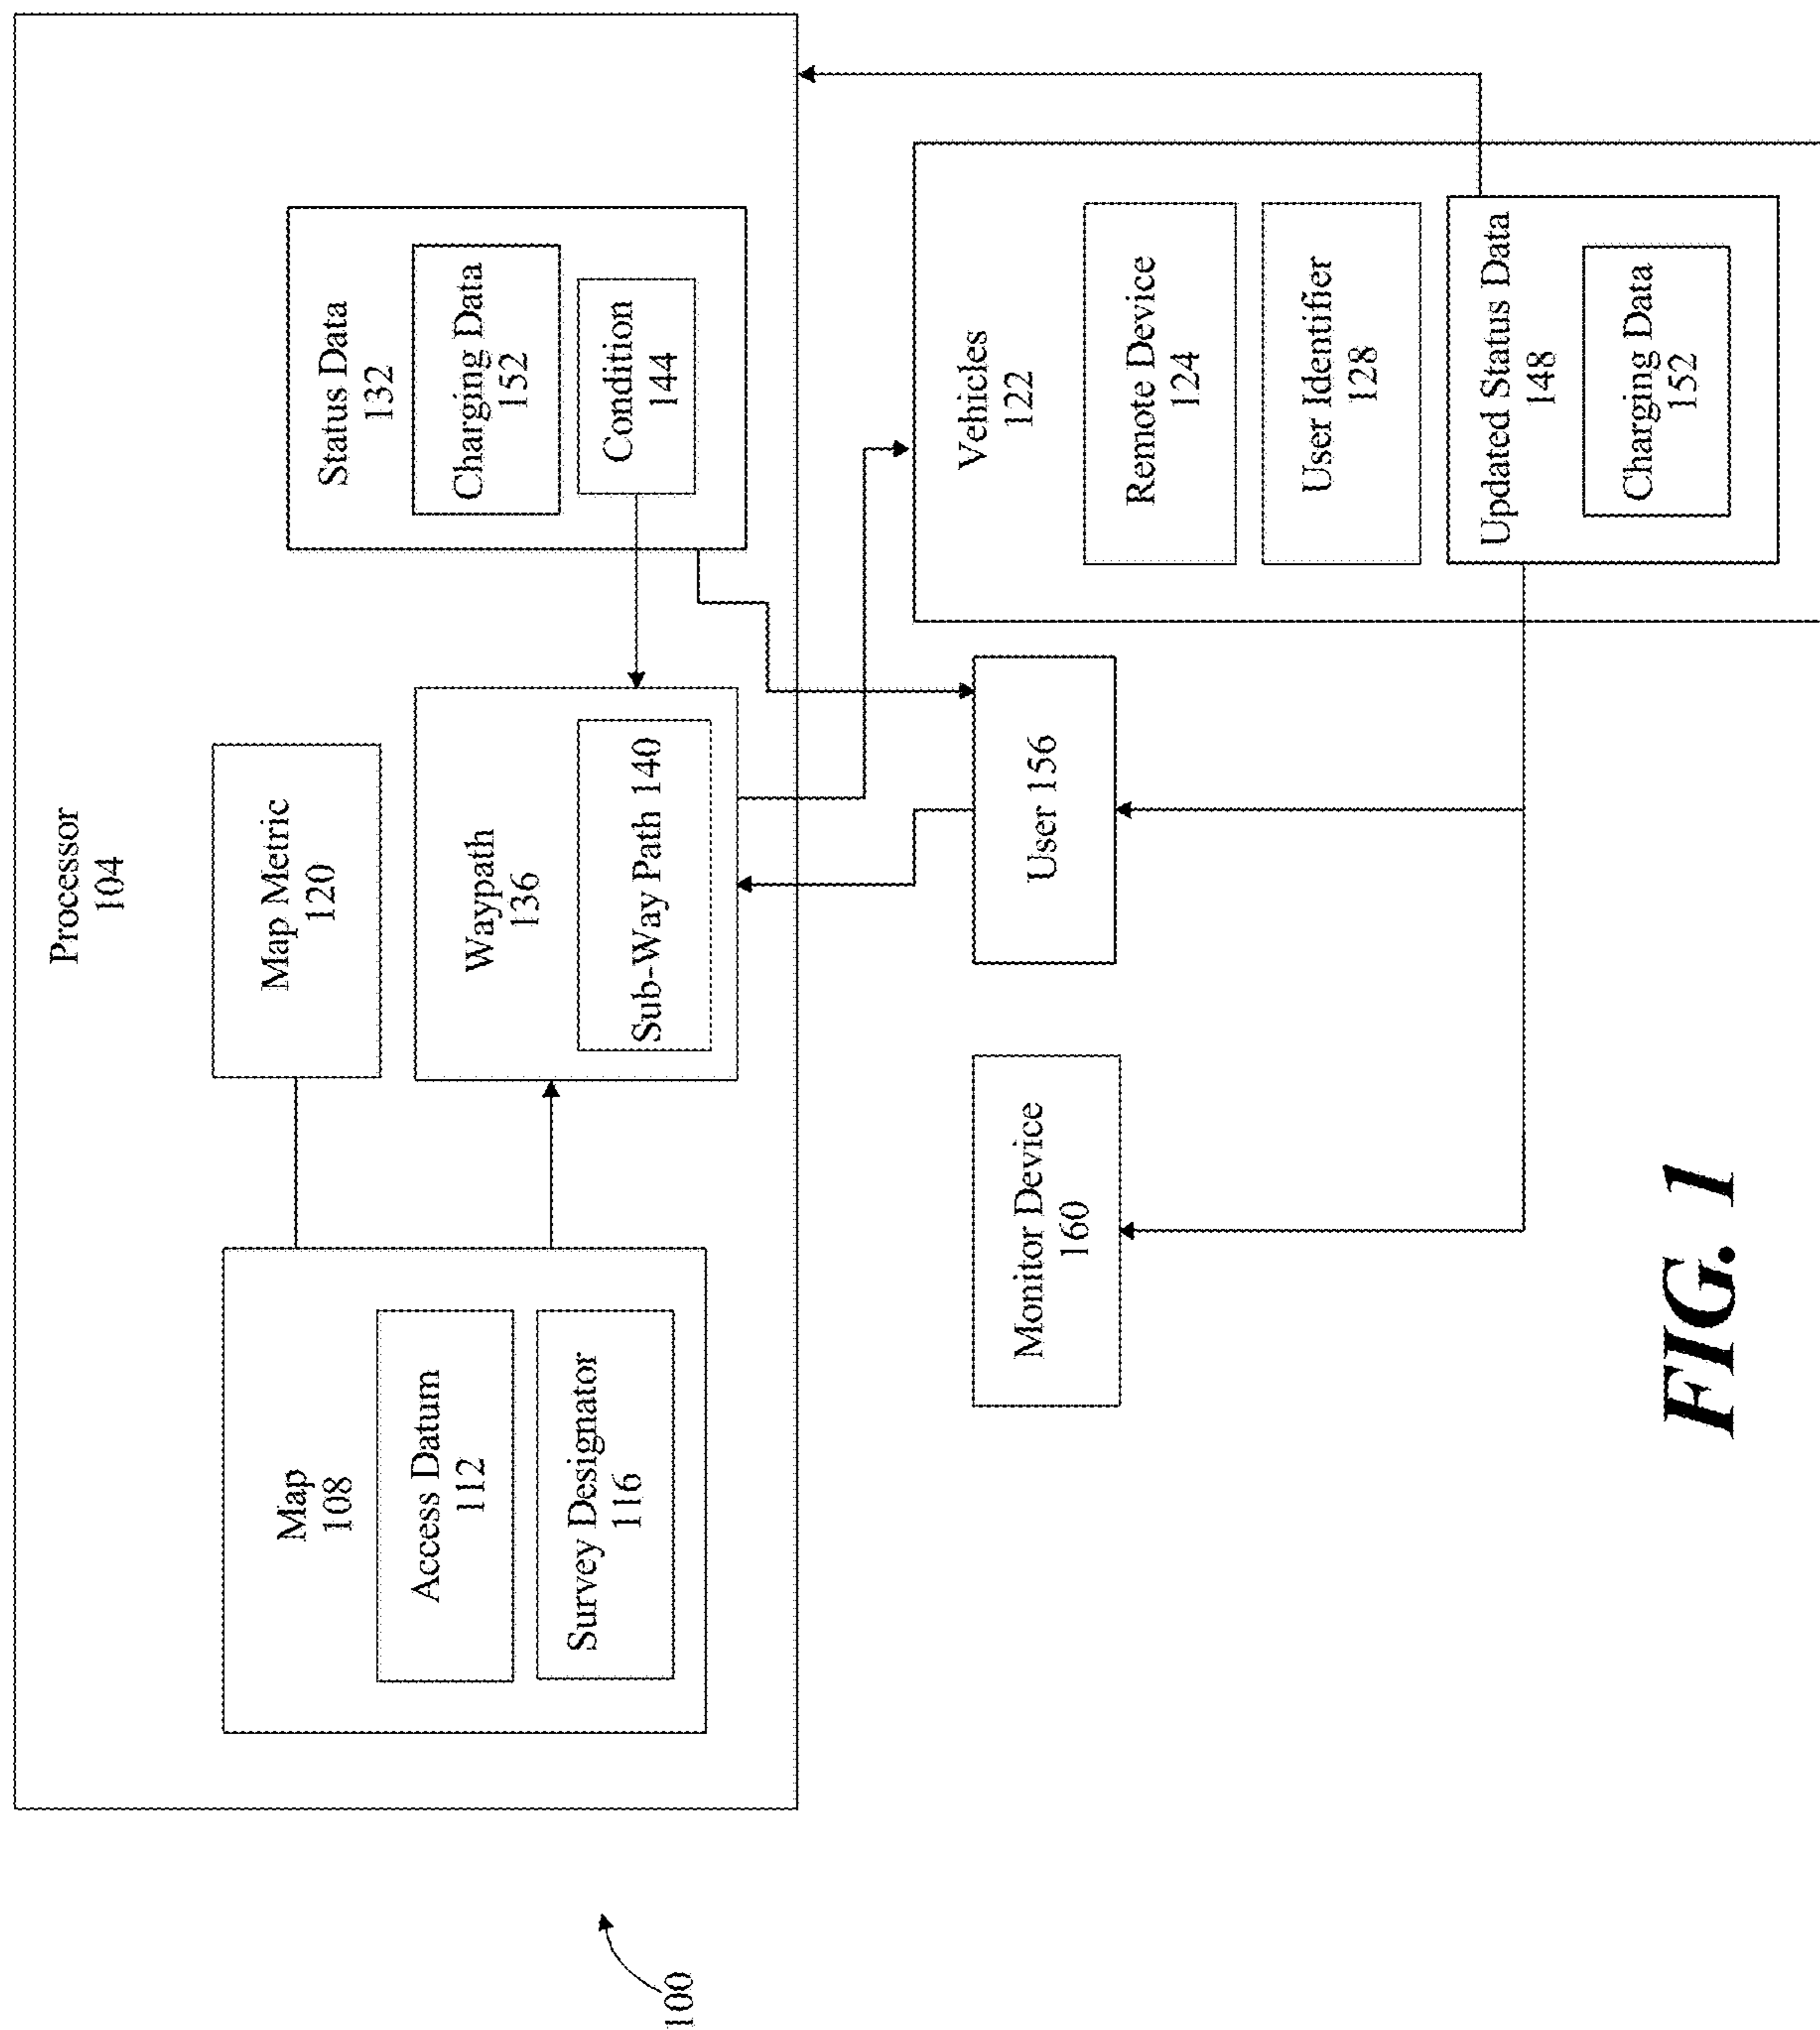 100
Processor
104
Map
108
Access Datum
112
Survey Designator
116
Map Metric
120
Waypath
136
Sub-Way Path 140
Status Data
132
Charging Data
152
Condition
144
Monitor Device
160
User 156
Vehicles
122
Remote Device
124
User Identifier
128
Updated Status Data
148
Charging Data
152
FIG. 1